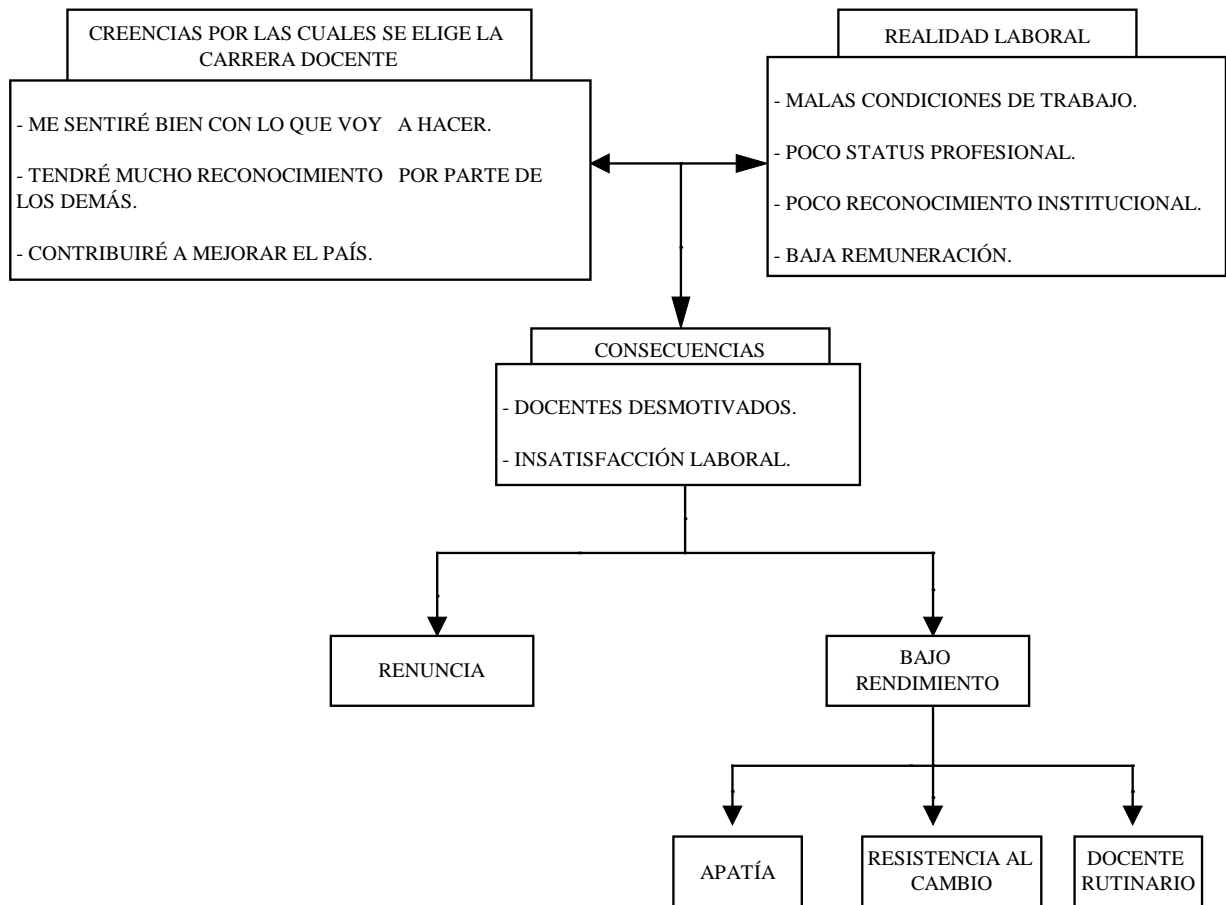 CREENCIAS POR LAS CUALES SE ELIGE LA
CARRERA DOCENTE
- ME SENTIRÉ BIEN CON LO QUE VOY A HACER.
- TENDRÉ MUCHO RECONOCIMIENTO POR PARTE DE
LOS DEMÁS.
- CONTRIBUIRÉ A MEJORAR EL PAÍS.
REALIDAD LABORAL
- MALAS CONDICIONES DE TRABAJO.
- POCO STATUS PROFESIONAL.
- POCO RECONOCIMIENTO INSTITUCIONAL.
- BAJA REMUNERACIÓN.
CONSECUENCIAS
- DOCENTES DESMOTIVADOS.
- INSATISFACCIÓN LABORAL.
RENUNCIA
BAJO
RENDIMIENTO
APATÍA
RESISTENCIA AL
CAMBIO
DOCENTE
RUTINARIO